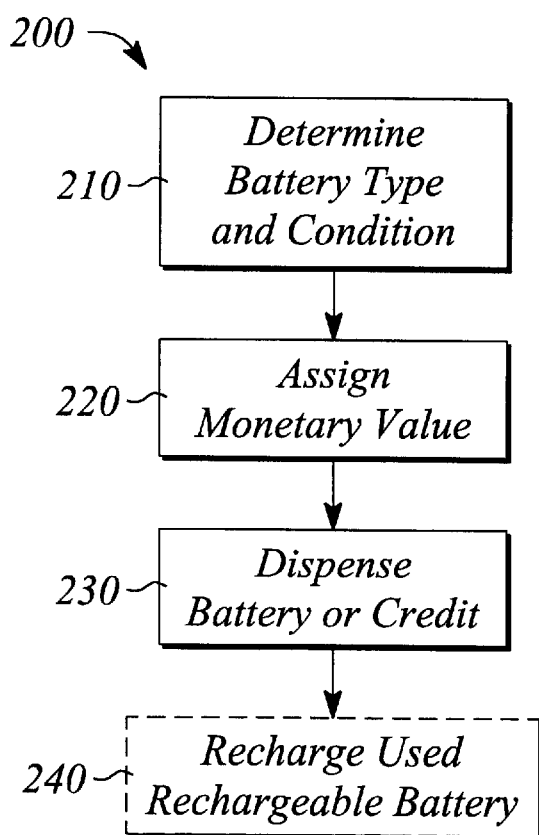 200
210
Determine
Battery Type
and Condition
220
Assign
Monetary Value
230
Dispense
Battery or Credit
240
Recharge Used
Rechargeable Battery